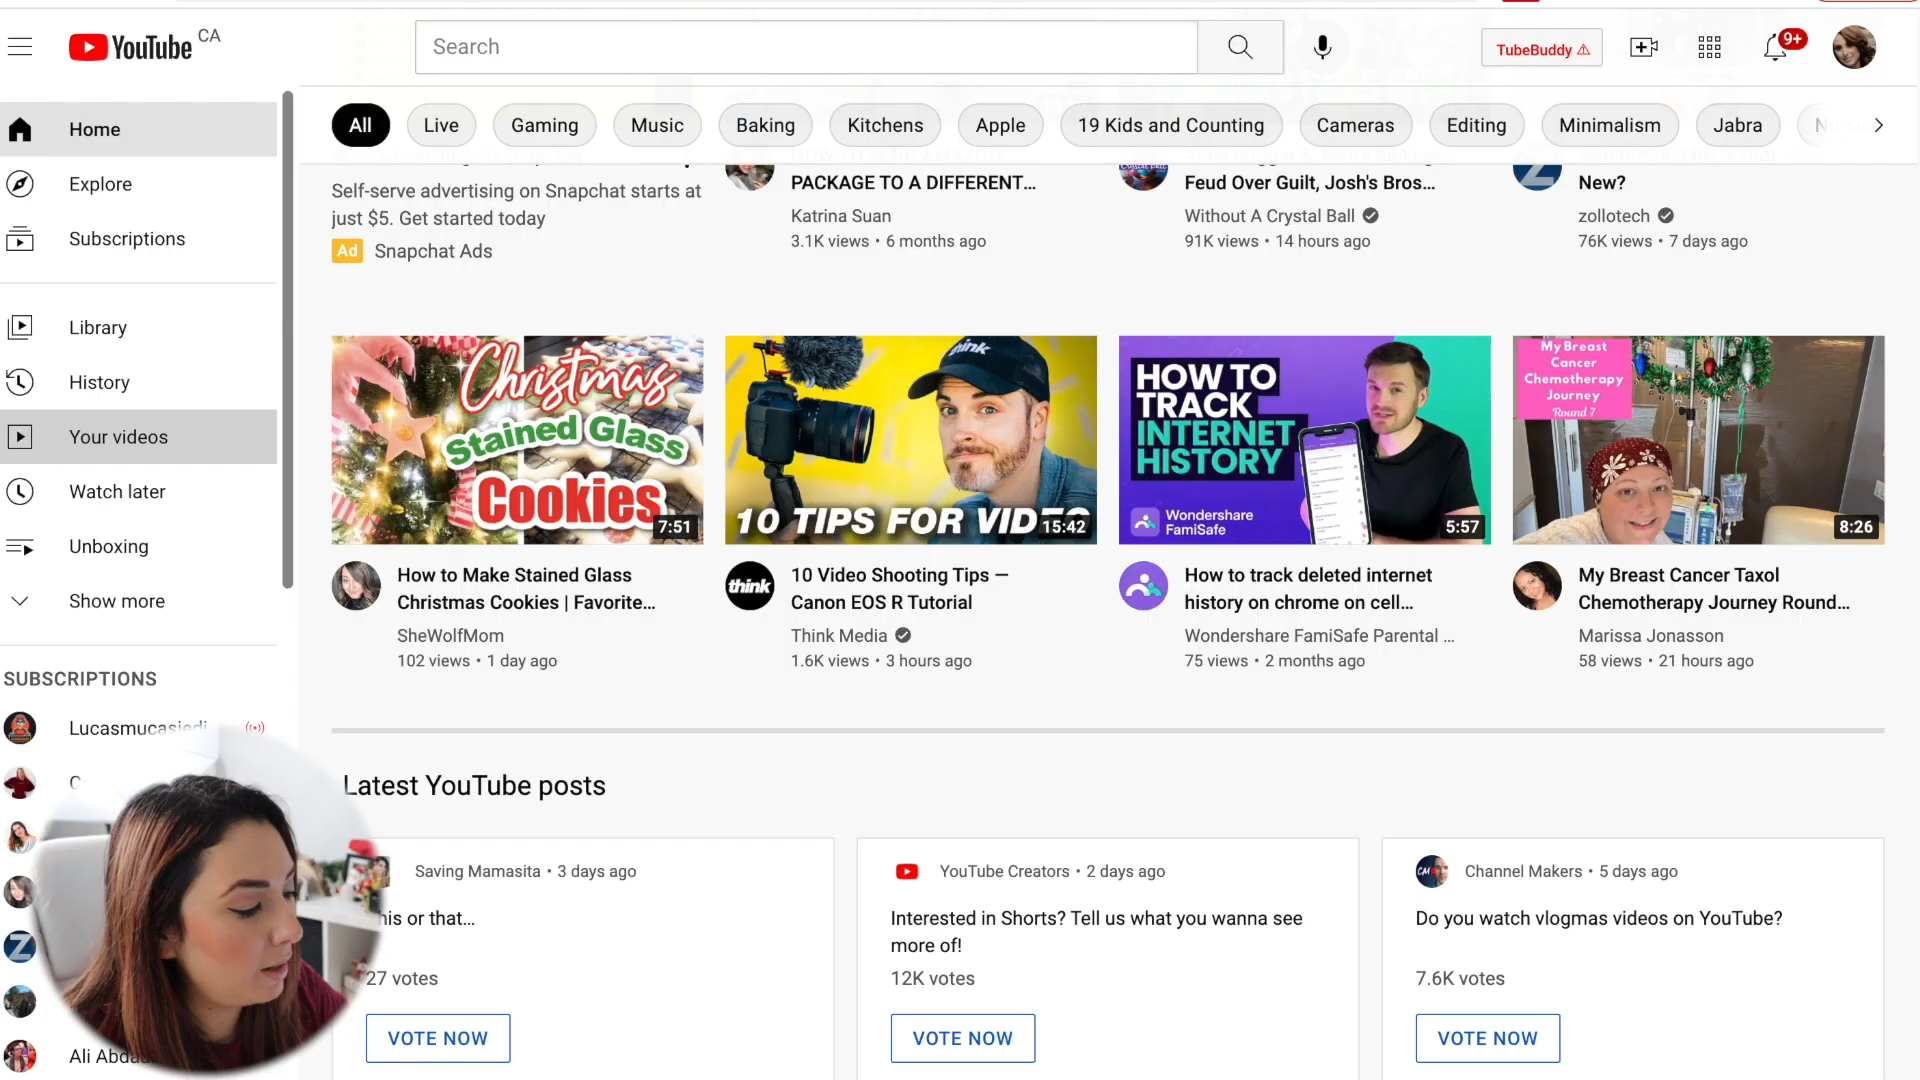 YouTube CA
Search
TubeBuddy
9+
Home
Explore
Subscriptions
Library
History
Your videos
Watch later
Unboxing
Show more
SUBSCRIPTIONS
Lucasmucasjedi
Ali
All
Live
Gaming
Music
Baking
Kitchens
Apple
19 Kids and Counting
Cameras
Editing
Minimalism
Jabra
Self-serve advertising on Snapchat starts at
just $5. Get started today
Ad Snapchat Ads
PACKAGE TO A DIFFERENT...
Katrina Suan
3.1K views • 6 months ago
Feud Over Guilt, Josh's Bros...
Without A Crystal Ball
91K views • 14 hours ago
New?
zollotech
76K views • 7 days ago
Christmas
Stained Glass
Cookies
7:51
How to Make Stained Glass
Christmas Cookies | Favorite...
SheWolfMom
102 views • 1 day ago
think
10 TIPS FOR VIDEO
15:42
think
10 Video Shooting Tips —
Canon EOS R Tutorial
Think Media
1.6K views • 3 hours ago
HOW TO
TRACK
INTERNET
HISTORY
Wondershare
FamiSafe
5:57
How to track deleted internet
history on chrome on cell...
Wondershare FamiSafe Parental ...
75 views • 2 months ago
My Breast
Cancer
Chemotherapy
Journey
Round 7
8:26
My Breast Cancer Taxol
Chemotherapy Journey Round...
Marissa Jonasson
58 views • 21 hours ago
Latest YouTube posts
Saving Mamasita • 3 days ago
his or that...
27 votes
VOTE NOW
YouTube Creators • 2 days ago
Interested in Shorts? Tell us what you wanna see
more of!
12K votes
VOTE NOW
CM
Channel Makers • 5 days ago
Do you watch vlogmas videos on YouTube?
7.6K votes
VOTE NOW